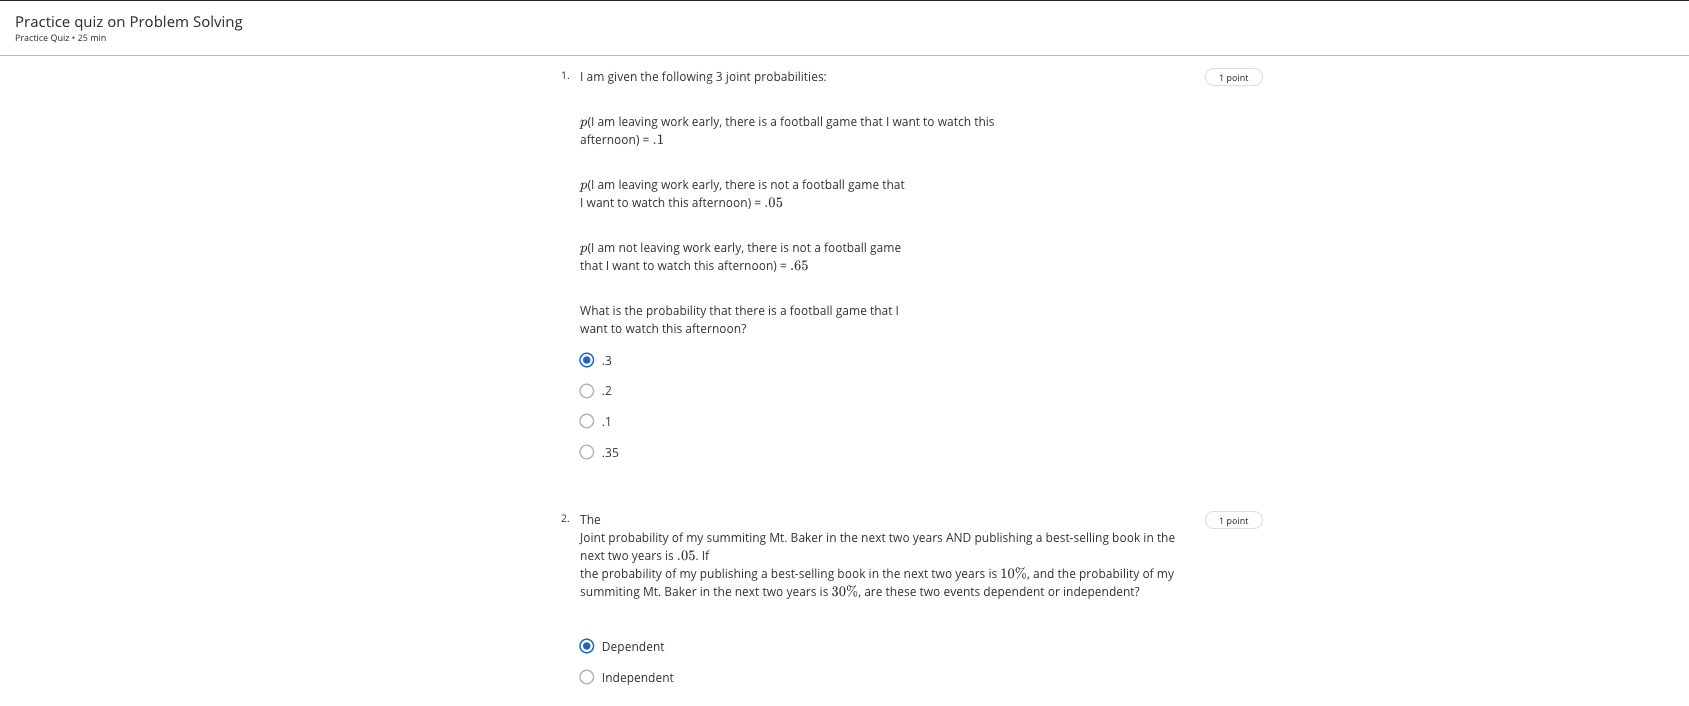 Practice quiz on Problem Solving
Practice Quiz • 25 min
1. I am given the following 3 joint probabilities:
1 point
p(I am leaving work early, there is a football game that I want to watch this
afternoon) = .1
p(I am leaving work early, there is not a football game that
I want to watch this afternoon) = .05
p(I am not leaving work early, there is not a football game
that I want to watch this afternoon) = .65
What is the probability that there is a football game that I
want to watch this afternoon?
.3
.2
.1
.35
2. The
1 point
Joint probability of my summiting Mt. Baker in the next two years AND publishing a best-selling book in the
next two years is .05. If
the probability of my publishing a best-selling book in the next two years is 10%, and the probability of my
summiting Mt. Baker in the next two years is 30%, are these two events dependent or independent?
Dependent
Independent